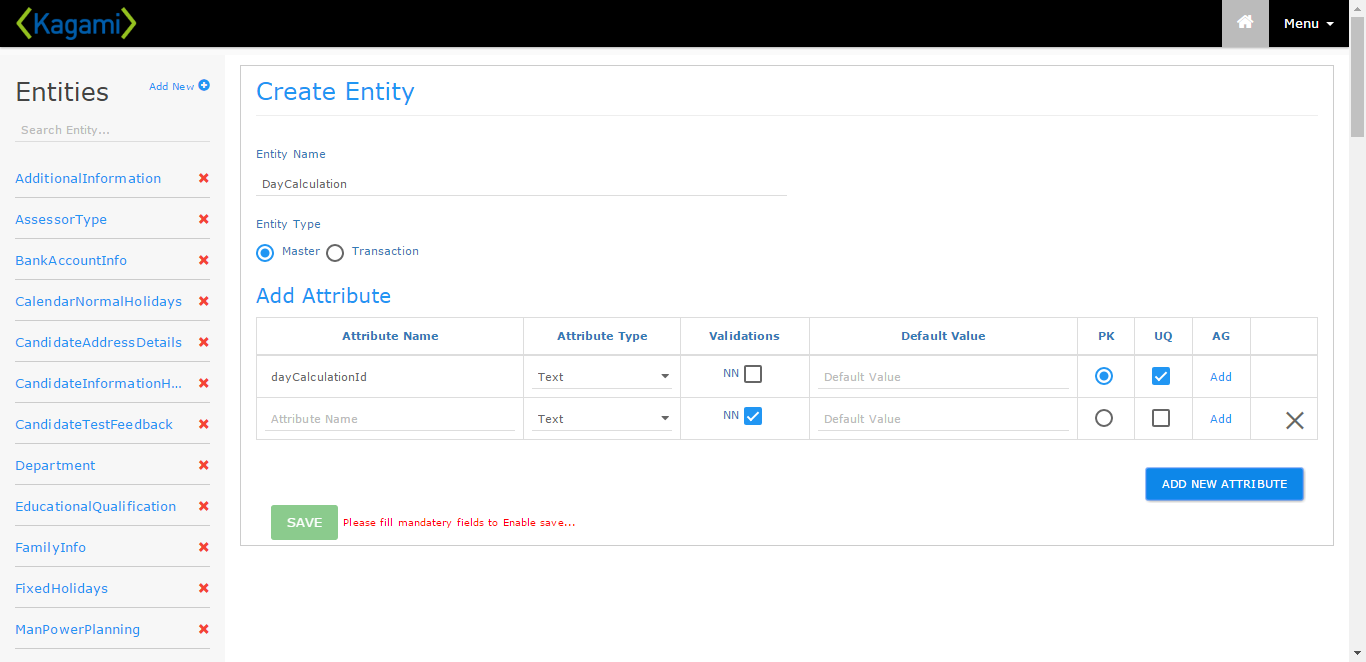 Kagami
Menu
Entities
Add New
Search Entity...
AdditionalInformation
AssessorType
BankAccountInfo
CalendarNormalHolidays
CandidateAddressDetails
CandidateInformationH...
CandidateTestFeedback
Department
EducationalQualification
FamilyInfo
FixedHolidays
ManPowerPlanning
Create Entity
Entity Name
DayCalculation
Entity Type
Master Transaction
Add Attribute
Attribute Name Attribute Type Validations Default Value PK UQ AG
dayCalculationId Text NN Default Value Add
Attribute Name Text NN Default Value Add
ADD NEW ATTRIBUTE
SAVE Please fill mandatery fields to Enable save...